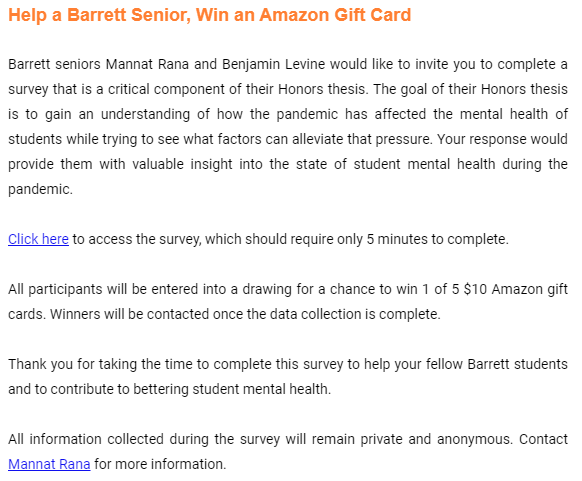 Help a Barrett Senior, Win an Amazon Gift Card
Barrett seniors Mannat Rana and Benjamin Levine would like to invite you to complete a
survey that is a critical component of their Honors thesis. The goal of their Honors thesis
is to gain an understanding of how the pandemic has affected the mental health of
students while trying to see what factors can alleviate that pressure. Your response would
provide them with valuable insight into the state of student mental health during the
pandemic.
Click here to access the survey, which should require only 5 minutes to complete.
All participants will be entered into a drawing for a chance to win 1 of 5 $10 Amazon gift
cards. Winners will be contacted once the data collection is complete.
Thank you for taking the time to complete this survey to help your fellow Barrett students
and to contribute to bettering student mental health.
All information collected during the survey will remain private and anonymous. Contact
Mannat Rana for more information.